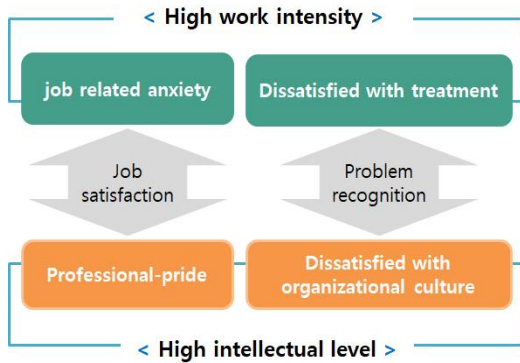 < High work intensity >
job related anxiety
Dissatisfied with treatment
Job
satisfaction
Problem
recognition
Professional-pride
Dissatisfied with
organizational culture
< High intellectual level >